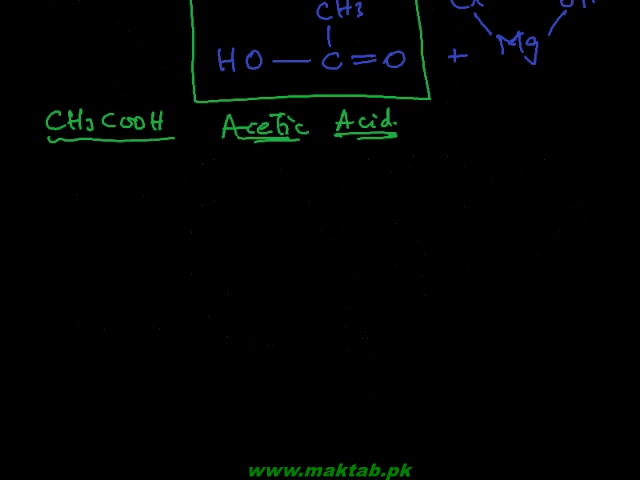 CH3
HO — C = O + Mg
CH3COOH Acetic Acid.
www.maktab.pk